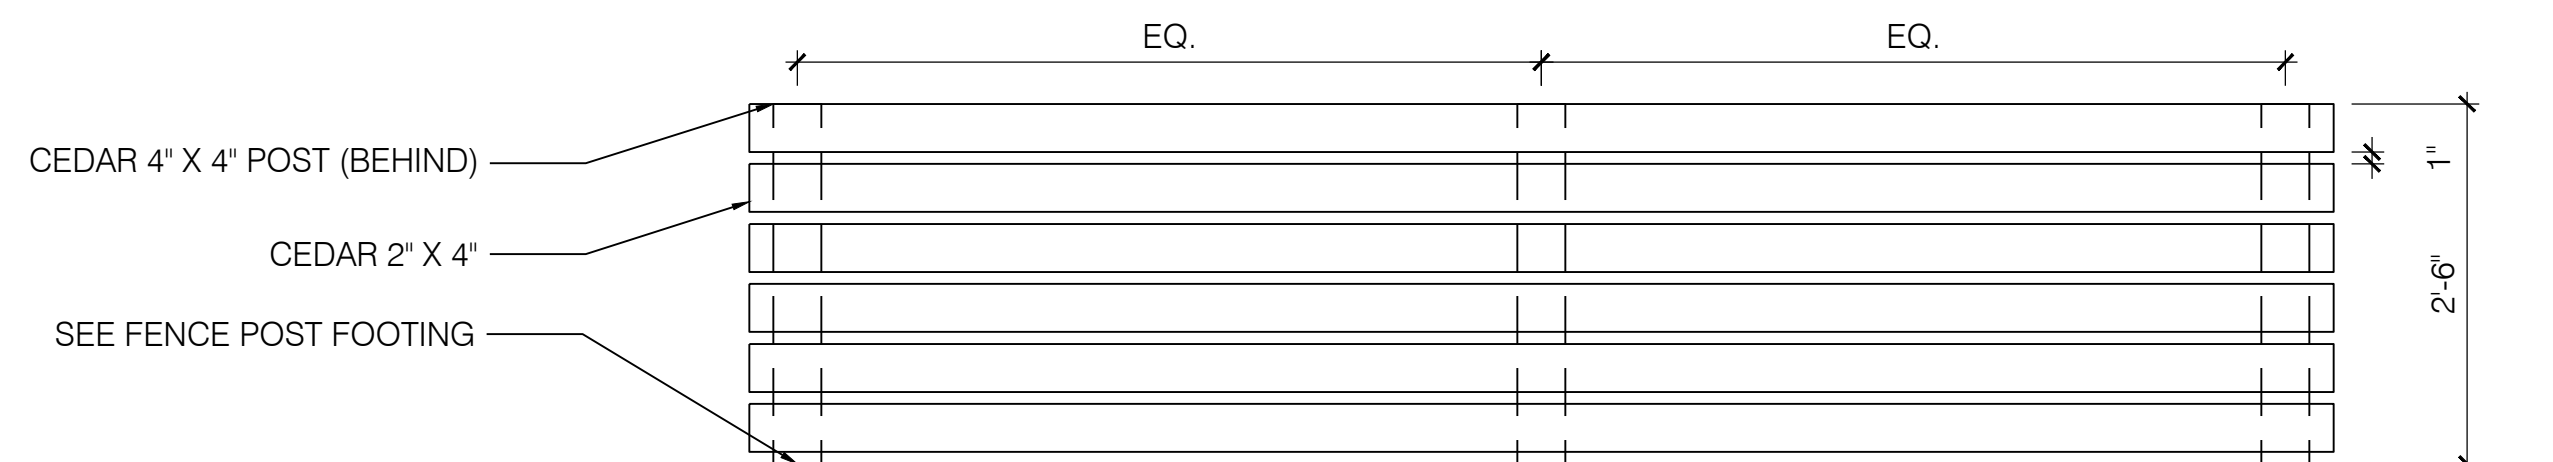 EQ.
EQ.
CEDAR 4" X 4" POST (BEHIND)
1"
CEDAR 2" X 4"
2'-6"
SEE FENCE POST FOOTING